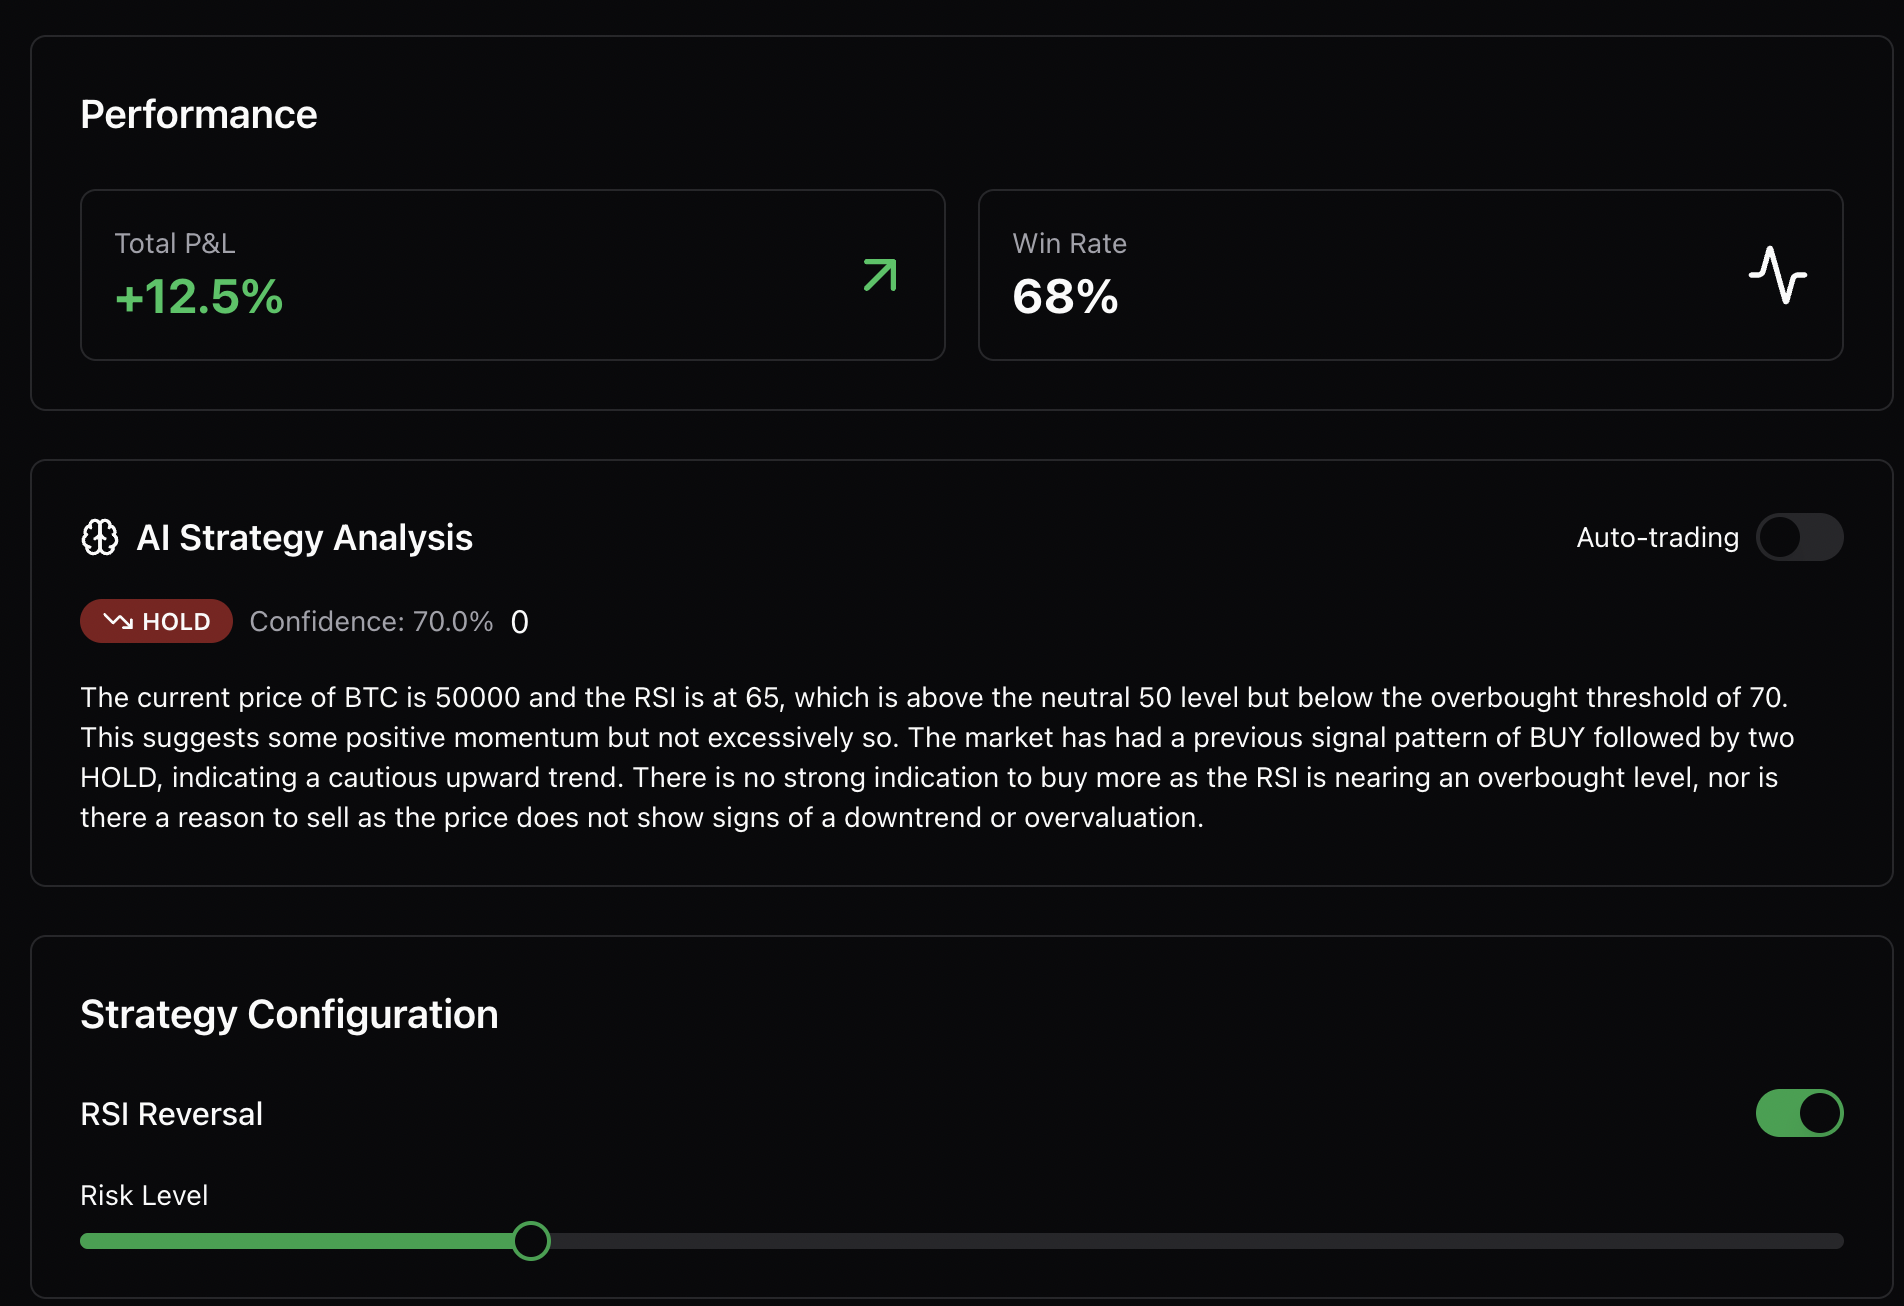 Performance
Total P&L
+12.5%
Win Rate
68%
AI Strategy Analysis
Auto-trading
HOLD
Confidence: 70.0%
0
The current price of BTC is 50000 and the RSI is at 65, which is above the neutral 50 level but below the overbought threshold of 70.
This suggests some positive momentum but not excessively so. The market has had a previous signal pattern of BUY followed by two
HOLD, indicating a cautious upward trend. There is no strong indication to buy more as the RSI is nearing an overbought level, nor is
there a reason to sell as the price does not show signs of a downtrend or overvaluation.
Strategy Configuration
RSI Reversal
Risk Level